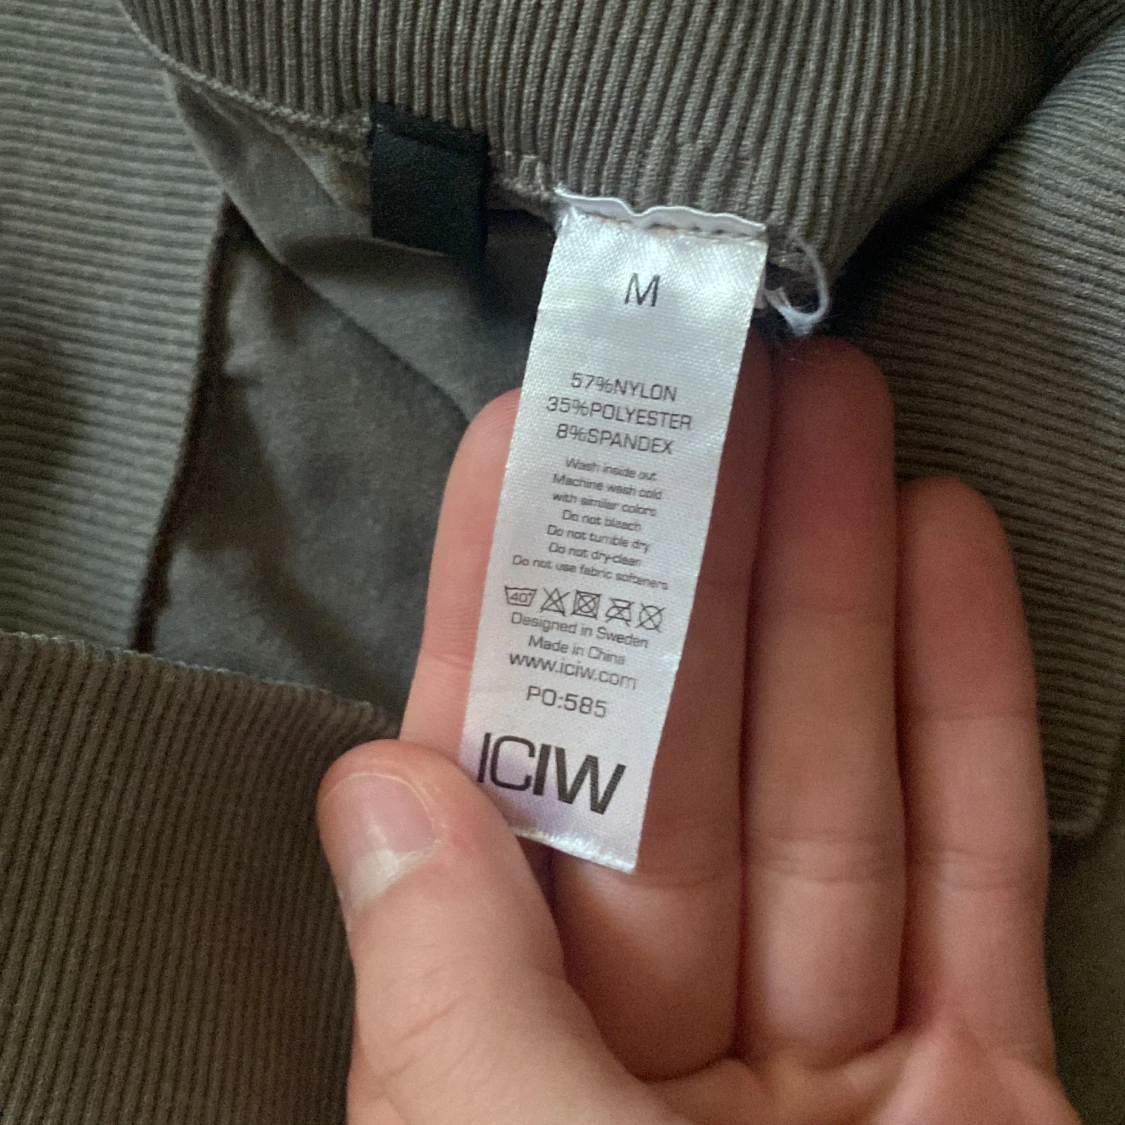 M
57%NYLON
35%POLYESTER
8%SPANDEX
Wash inside out
Machine wash cold
with similar colors
Do not bleach
Do not tumble dry
Do not dry-clean
Do not use fabric softeners
40°
Designed in Sweden
Made in China
www.iciw.com
PO:585
ICIW